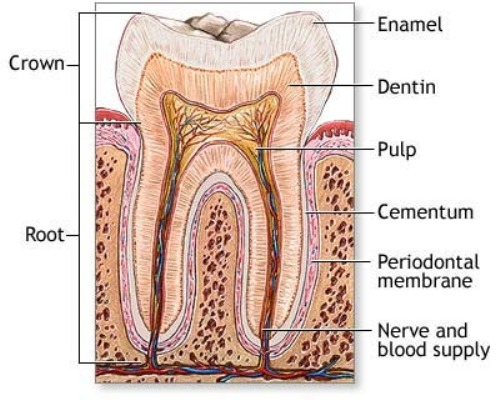 Enamel
Crown
Dentin
Pulp
Cementum
Root
Periodontal
membrane
Nerve and
blood supply